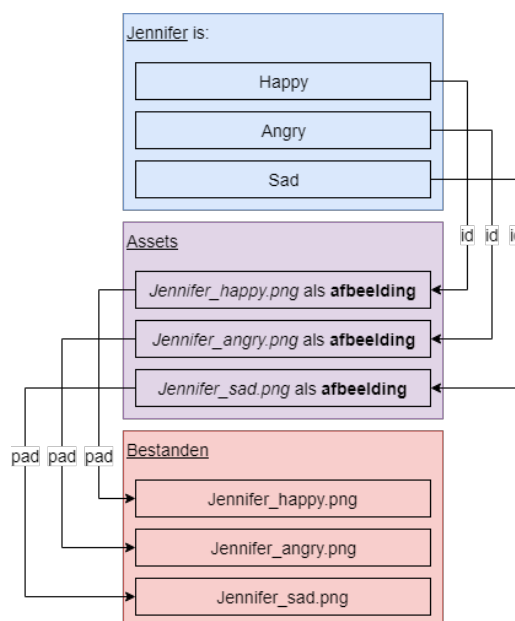 Jennifer is:
Happy
Angry
Sad
id id
Assets
Jennifer_happy.png als afbeelding
Jennifer_angry.png als afbeelding
Jennifer_sad.png als afbeelding
pad pad pad
Bestanden
Jennifer_happy.png
Jennifer_angry.png
Jennifer_sad.png